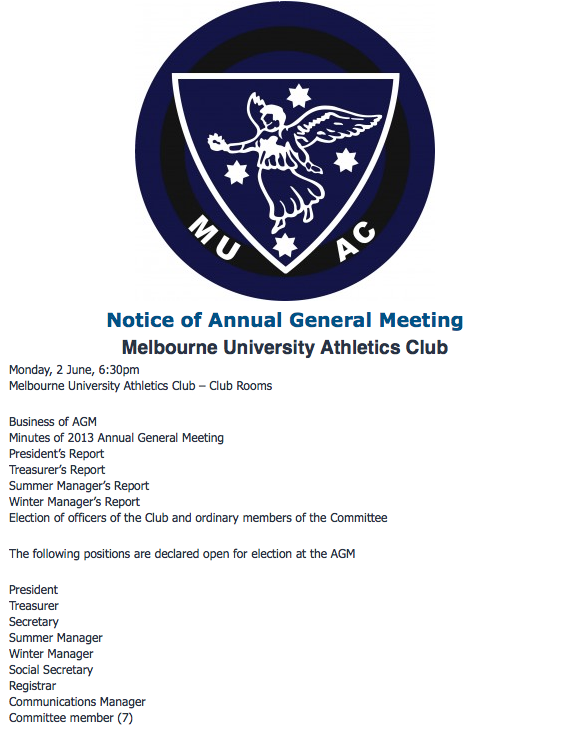 MU AC
Notice of Annual General Meeting
Melbourne University Athletics Club
Monday, 2 June, 6:30pm
Melbourne University Athletics Club – Club Rooms
Business of AGM
Minutes of 2013 Annual General Meeting
President’s Report
Treasurer’s Report
Summer Manager’s Report
Winter Manager’s Report
Election of officers of the Club and ordinary members of the Committee
The following positions are declared open for election at the AGM
President
Treasurer
Secretary
Summer Manager
Winter Manager
Social Secretary
Registrar
Communications Manager
Committee member (7)